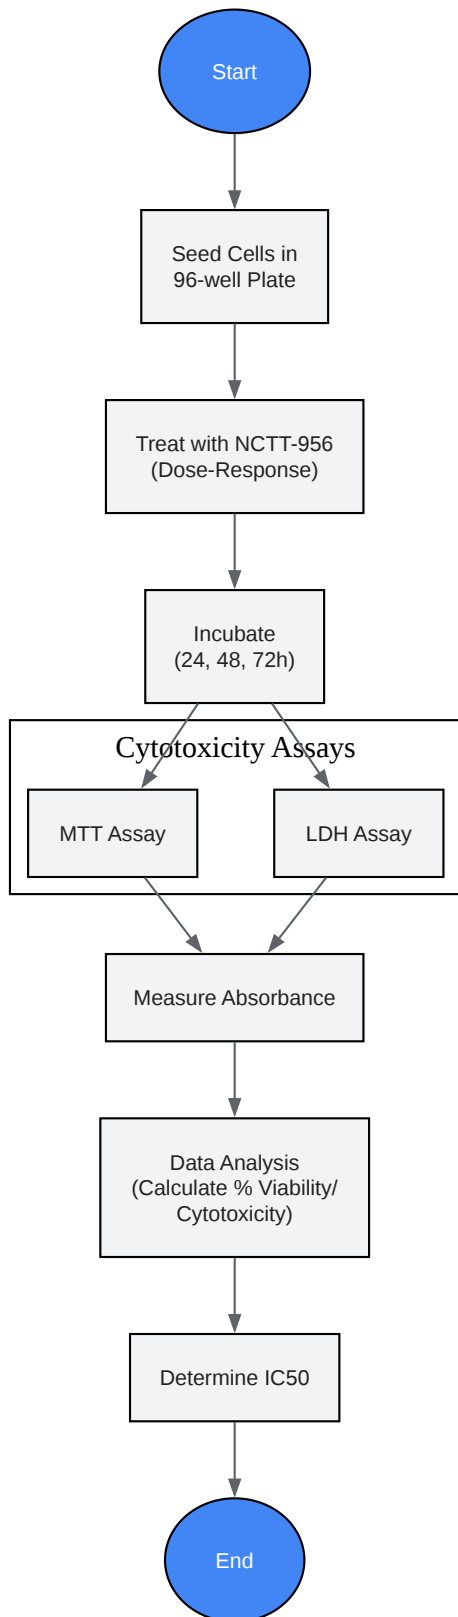 Start
Seed Cells in
96-well Plate
Treat with NCTT-956
(Dose-Response)
Incubate
(24, 48, 72h)
Cytotoxicity Assays
MTT Assay
LDH Assay
Measure Absorbance
Data Analysis
(Calculate % Viability/
Cytotoxicity)
Determine IC50
End